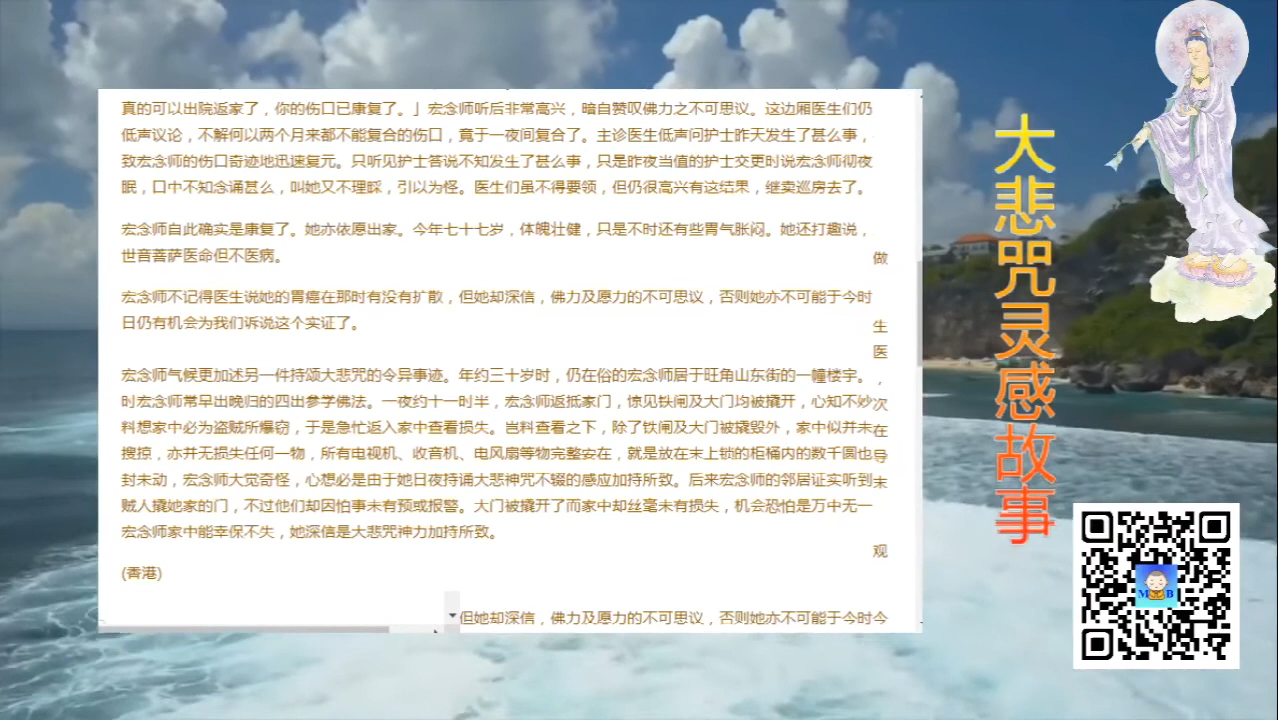 真的可以出院返家了，你的伤口已康复了。」宏念师听后非常高兴，暗自赞叹佛力之不可思议。这边厢医生们仍
低声议论，不解何以两个月来都不能复合的伤口，竟于一夜间复合了。主诊医生低声问护士昨天发生了甚么事，
致宏念师的伤口奇迹地迅速复元。只听见护士答说不知发生了甚么事，只是昨夜当值的护士交更时说宏念师彻夜
眠，口中不知念诵甚么，叫她又不理睬，引以为怪。医生们虽不得要领，但仍很高兴有这结果，继卖巡房去了。
宏念师自此确实是康复了。她亦依愿出家。今年七十七岁，体魄壮健，只是不时还有些胃气胀闷。她还打趣说，
世音菩萨医命但不医病。
做
宏念师不记得医生说她的胃癌在那时有没有扩散，但她却深信，佛力及愿力的不可思议，否则她亦不可能于今时
日仍有机会为我们诉说这个实证了。
生
医
宏念师气候更加述另一件持颂大悲咒的令异事迹。年约三十岁时，仍在俗的宏念师居于旺角山东街的一幢楼宇。，
时宏念师常早出晚归的四出参学佛法。一夜约十一时半，宏念师返抵家门，惊见铁闸及大门均被撬开，心知不妙次
料想家中必为盗贼所爆窃，于是急忙返入家中查看损失。岂料查看之下，除了铁闸及大门被撬毁外，家中似并未在
搜掠，亦并无损失任何一物，所有电视机、收音机、电风扇等物完整安在，就是放在末上锁的柜桶内的数千圆也导
封未动，宏念师大觉奇怪，心想必是由于她日夜持诵大悲神咒不辍的感应加持所致。后来宏念师的邻居证实听到末
贼人撬她家的门，不过他们却因怕事未有预或报警。大门被撬开了而家中却丝毫未有损失，机会恐怕是万中无一
宏念师家中能幸保不失，她深信是大悲咒神力加持所致。
观
(香港)
但她却深信，佛力及愿力的不可思议，否则她亦不可能于今时今
大悲咒灵感故事
M B